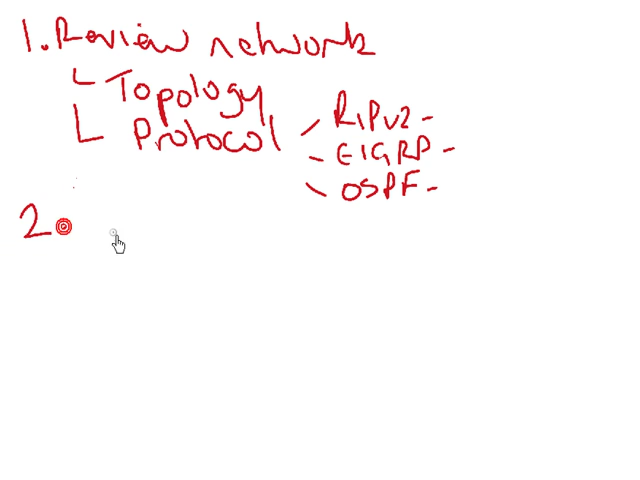 1. Review network
Topology
Protocol
RIPv2 -
EIGRP -
OSPF -
2